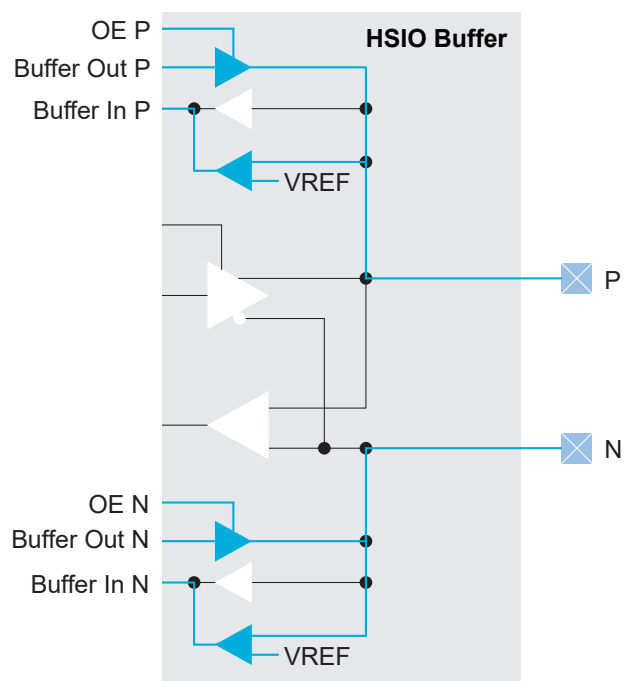 OE P
HSIO Buffer
Buffer Out P
Buffer In P
VREF
P
N
OE N
Buffer Out N
Buffer In N
VREF